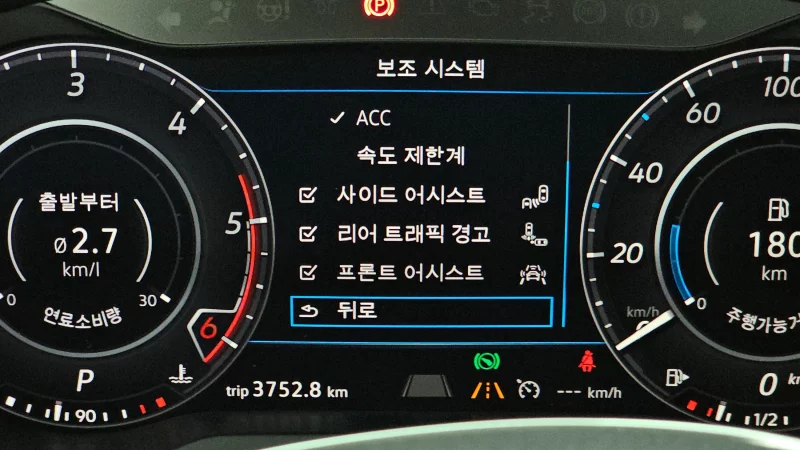 보조 시스템
ACC
속도 제한계
사이드 어시스트
리어 트래픽 경고
프론트 어시스트
뒤로
3
4
5
6
출발부터
ø 2.7
km/l
0
30
연료소비량
P
90
trip 3752.8 km
--- km/h
20
40
60
100
km/h
180
km
0
주행가능거
0 k
1/2
P